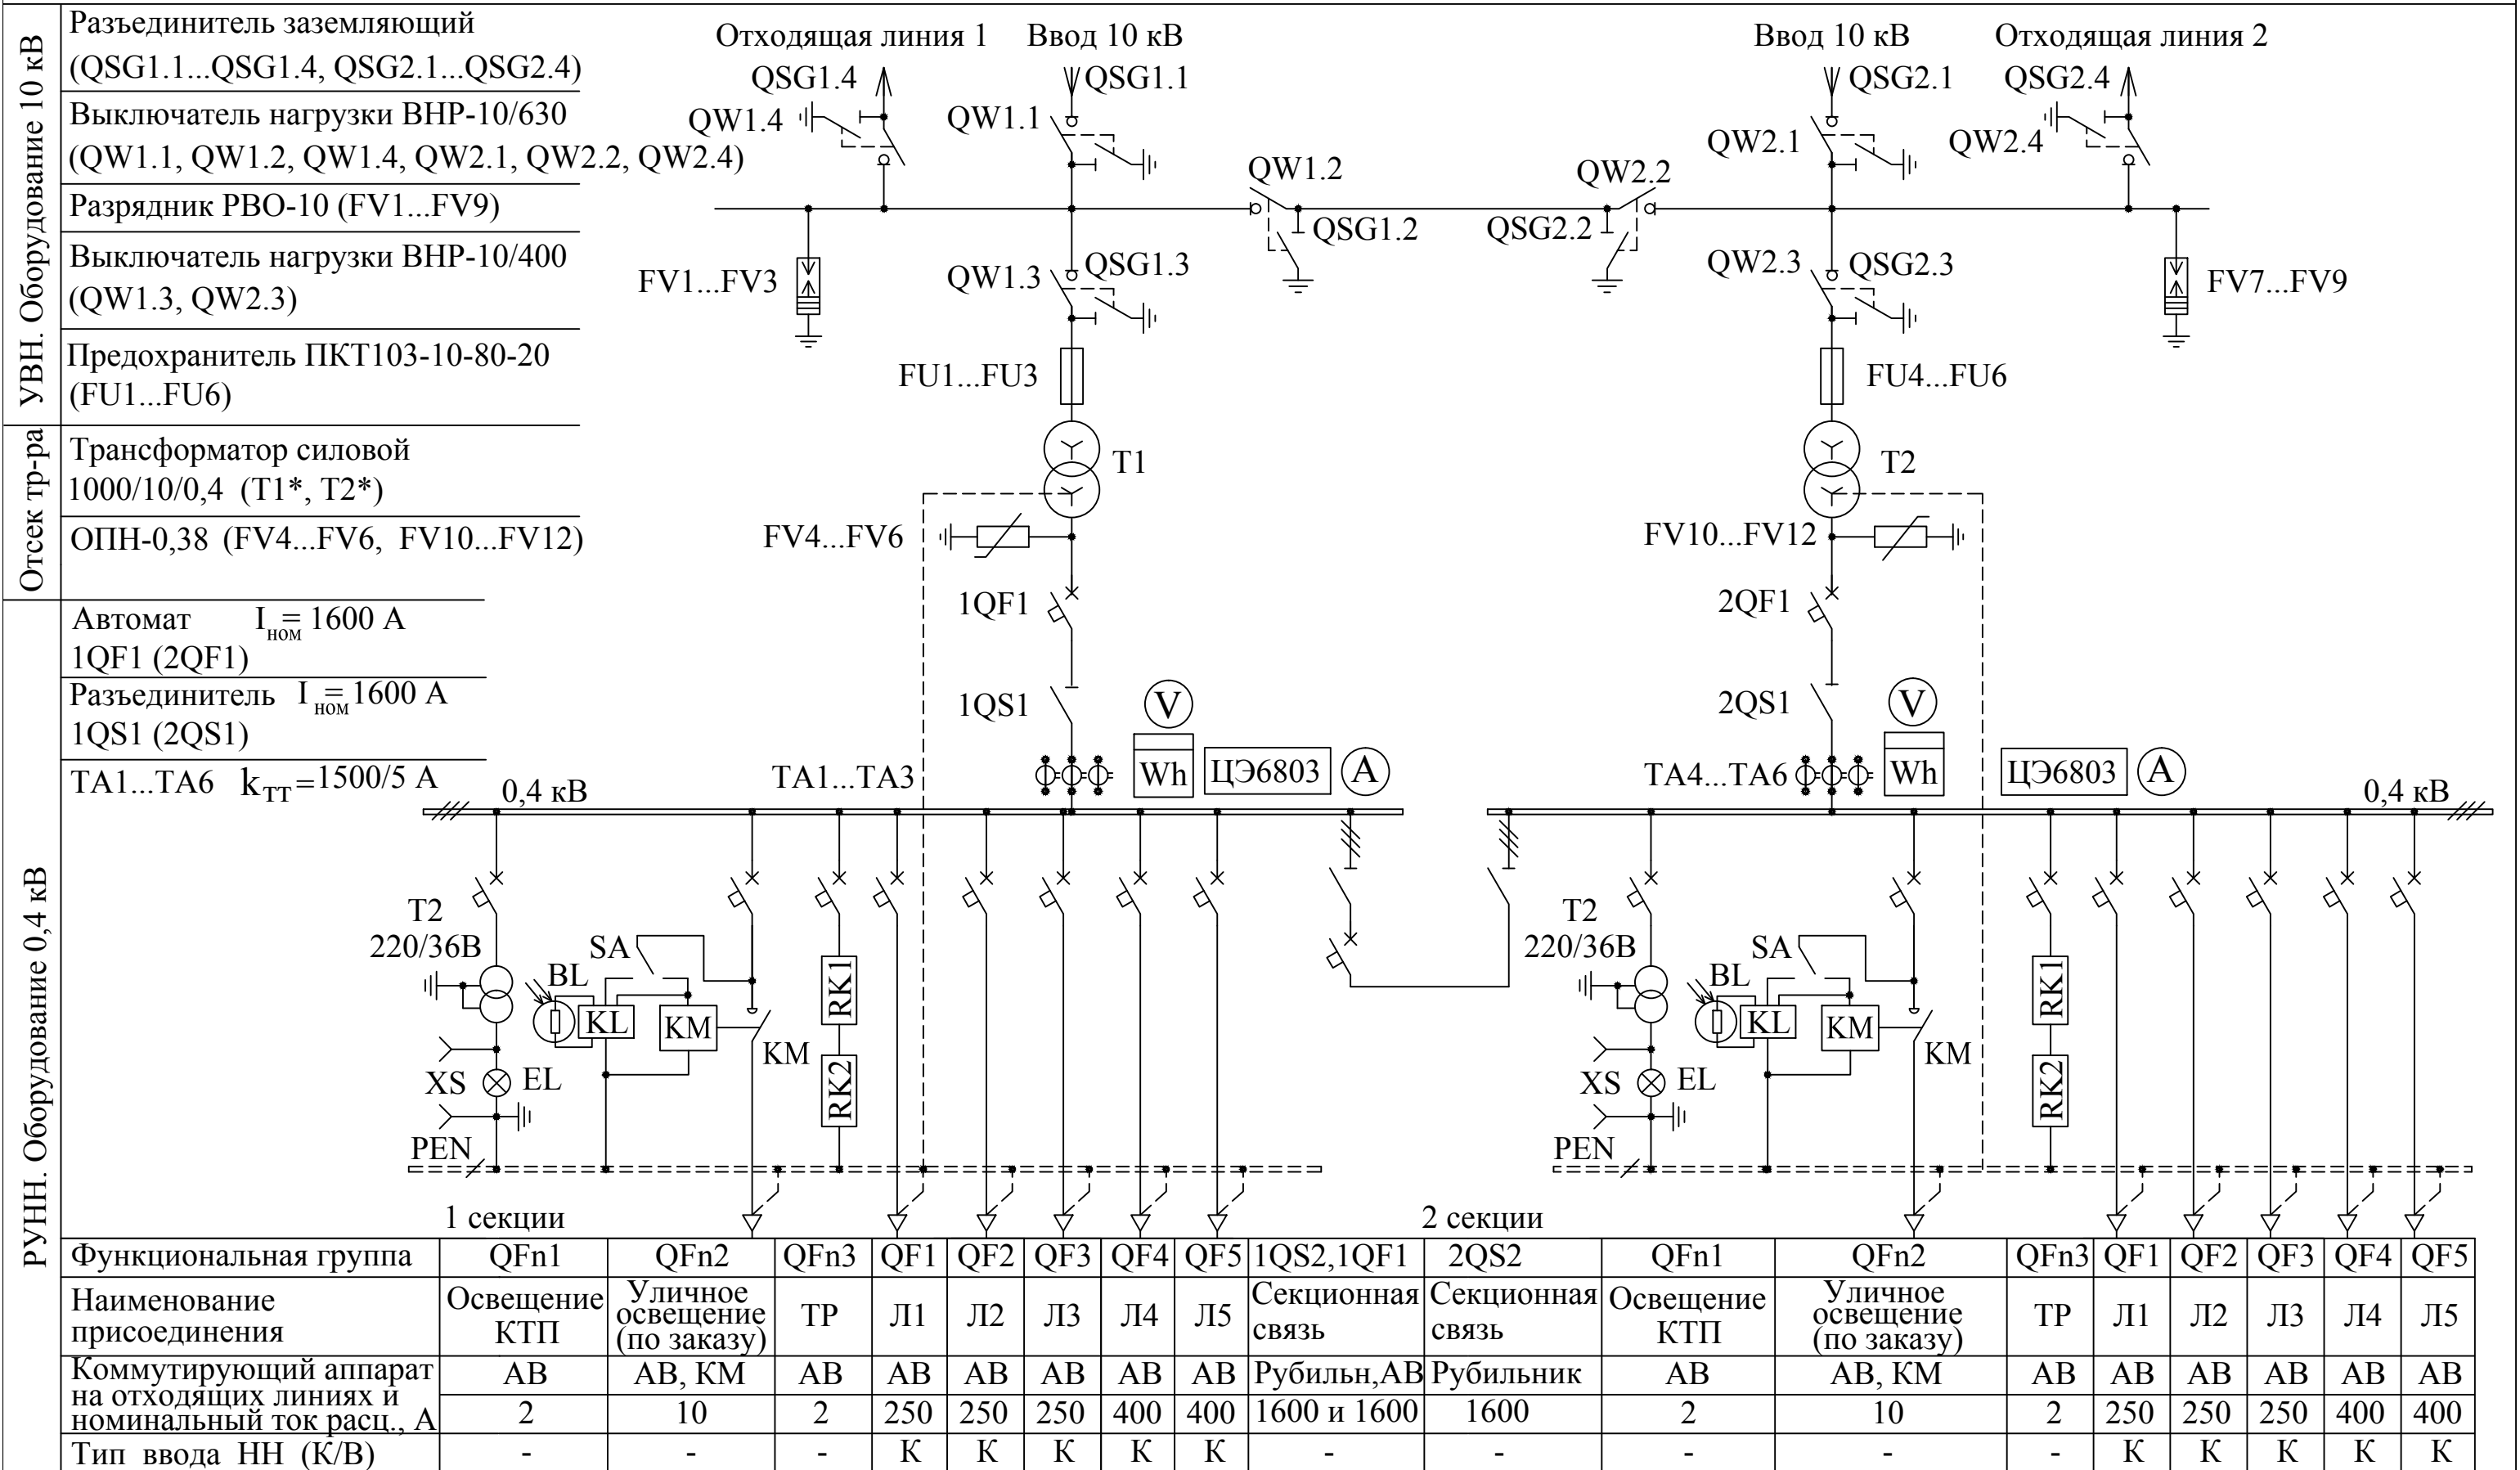 УВН. Оборудование 10 кВ
Разъединитель заземляющий
(QSG1.1...QSG1.4, QSG2.1...QSG2.4)
Выключатель нагрузки ВНР-10/630
(QW1.1, QW1.2, QW1.4, QW2.1, QW2.2, QW2.4)
Разрядник РВО-10 (FV1...FV9)
Выключатель нагрузки ВНР-10/400
(QW1.3, QW2.3)
Предохранитель ПКТ103-10-80-20
(FU1...FU6)
Отсек тр-ра
Трансформатор силовой
1000/10/0,4 (Т1*, Т2*)
ОПН-0,38 (FV4...FV6, FV10...FV12)
РУНН. Оборудование 0,4 кВ
Автомат Iном= 1600 А
1QF1 (2QF1)
Разъединитель Iном= 1600 А
1QS1 (2QS1)
ТА1...ТА6 kТТ=1500/5 А
Отходящая линия 1
Ввод 10 кВ
Ввод 10 кВ
Отходящая линия 2
QSG1.4
QSG1.1
QSG2.1
QSG2.4
QW1.4
QW1.1
QW2.1
QW2.4
QW1.2
QW2.2
QSG1.2
QSG2.2
FV1...FV3
QW1.3
QSG1.3
QW2.3
QSG2.3
FV7...FV9
FU1...FU3
FU4...FU6
Т1
Т2
FV4...FV6
FV10...FV12
1QF1
2QF1
1QS1
V
2QS1
V
ТА1...ТА3
Wh
ЦЭ6803
А
ТА4...ТА6
Wh
ЦЭ6803
А
0,4 кВ
0,4 кВ
Т2
220/36В
SA
BL
KL
KM
KM
RK1
RK2
XS
EL
PEN
Т2
220/36В
SA
BL
KL
KM
KM
RK1
RK2
XS
EL
PEN
1 секции
2 секции
Функциональная группа QFn1 QFn2 QFn3 QF1 QF2 QF3 QF4 QF5 1QS2,1QF1 2QS2 QFn1 QFn2 QFn3 QF1 QF2 QF3 QF4 QF5
Наименование
присоединения
Освещение
КТП
Уличное
освещение
(по заказу)
ТР Л1 Л2 Л3 Л4 Л5
Секционная
связь
Секционная
связь
Освещение
КТП
Уличное
освещение
(по заказу)
ТР Л1 Л2 Л3 Л4 Л5
Коммутирующий аппарат
на отходящих линиях и
номинальный ток расц., А
АВ АВ, КМ АВ АВ АВ АВ АВ АВ Рубильн,АВ Рубильник АВ АВ, КМ АВ АВ АВ АВ АВ АВ
2 10 2 250 250 250 400 400 1600 и 1600 1600 2 10 2 250 250 250 400 400
Тип ввода НН (К/В) - - - К К К К К - - - - - К К К К К